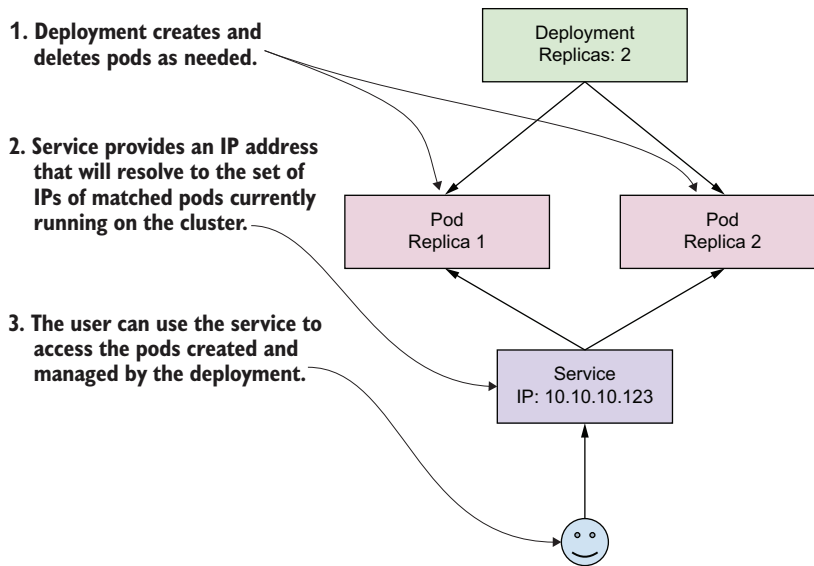 1. Deployment creates and
deletes pods as needed.
Deployment
Replicas: 2
2. Service provides an IP address
that will resolve to the set of
IPs of matched pods currently
running on the cluster.
Pod
Replica 1
Pod
Replica 2
3. The user can use the service to
access the pods created and
managed by the deployment.
Service
IP: 10.10.10.123